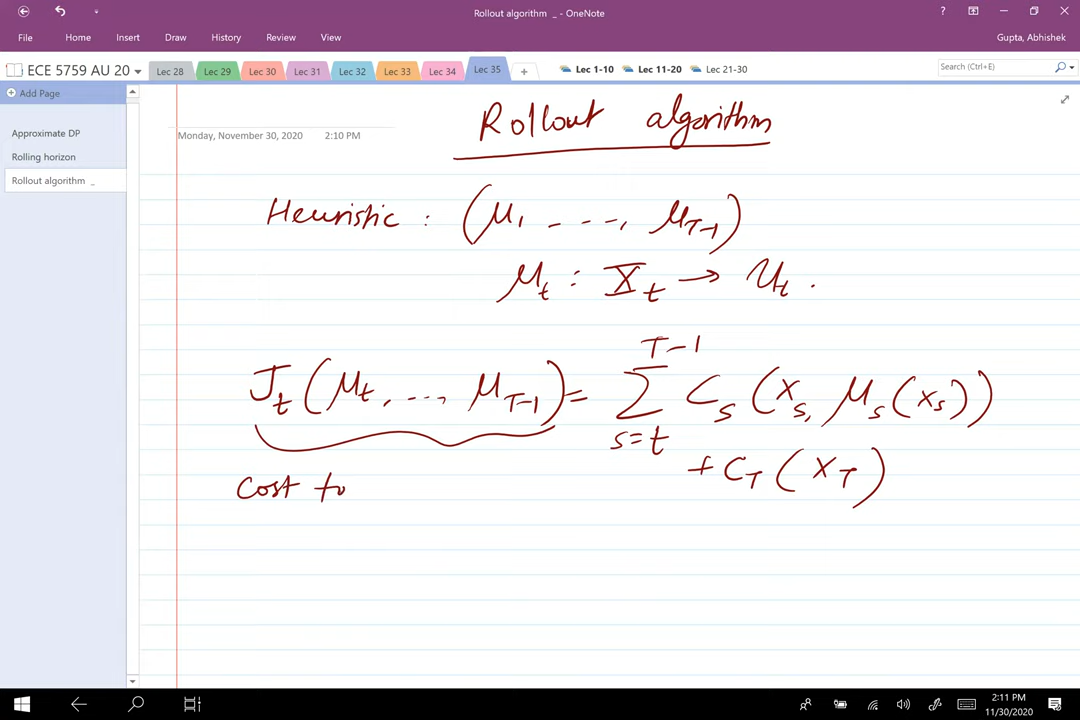 Rollout algorithm _ - OneNote
File Home Insert Draw History Review View
Gupta, Abhishek
ECE 5759 AU 20
Lec 28 Lec 29 Lec 30 Lec 31 Lec 32 Lec 33 Lec 34 Lec 35 Lec 1-10 Lec 11-20 Lec 21-30
Search (Ctrl+E)
Add Page
Approximate DP
Rolling horizon
Rollout algorithm _
Rollout algorithm
Monday, November 30, 2020 2:10 PM
Heuristic : (μ₁ ---, μ_{T-1})
μ_t : X_t → U_t .
J_t (μ_t, ..., μ_{T-1}) = ∑_{s=t}^{T-1} C_s (x_s, μ_s(x_s))
+ C_T (X_T)
Cost to
2:11 PM
11/30/2020